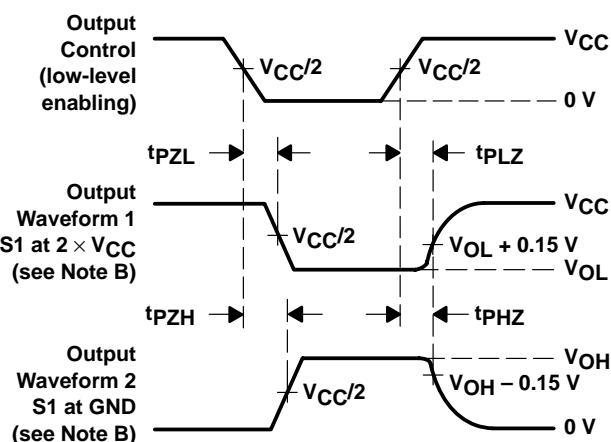 Output
Control
(low-level
enabling)
VCC/2
VCC/2
VCC
0 V
tPZL
tPLZ
Output
Waveform 1
S1 at 2 × VCC
(see Note B)
VCC/2
VCC
VOL + 0.15 V
VOL
tPZH
tPHZ
Output
Waveform 2
S1 at GND
(see Note B)
VCC/2
VOH
VOH – 0.15 V
0 V